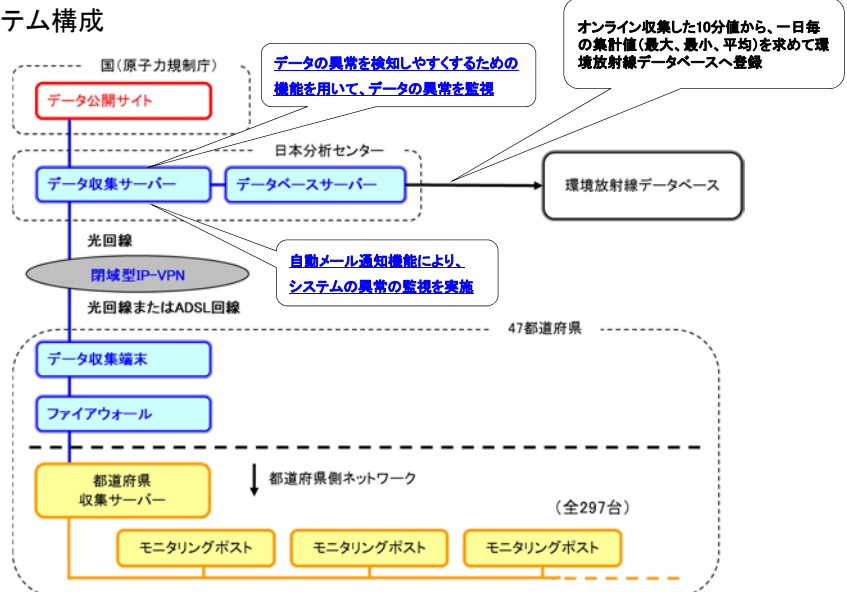 テム構成
国(原子力規制庁)
データ公開サイト
データの異常を検知しやすくするための
機能を用いて、データの異常を監視
オンライン収集した10分値から、一日毎
の集計値(最大、最小、平均)を求めて環
境放射線データベースへ登録
日本分析センター
データ収集サーバー
データベースサーバー
環境放射線データベース
光回線
閉域型IP-VPN
光回線またはADSL回線
自動メール通知機能により、
システムの異常の監視を実施
47都道府県
データ収集端末
ファイアウォール
都道府県
収集サーバー
都道府県側ネットワーク
(全297台)
モニタリングポスト
モニタリングポスト
モニタリングポスト